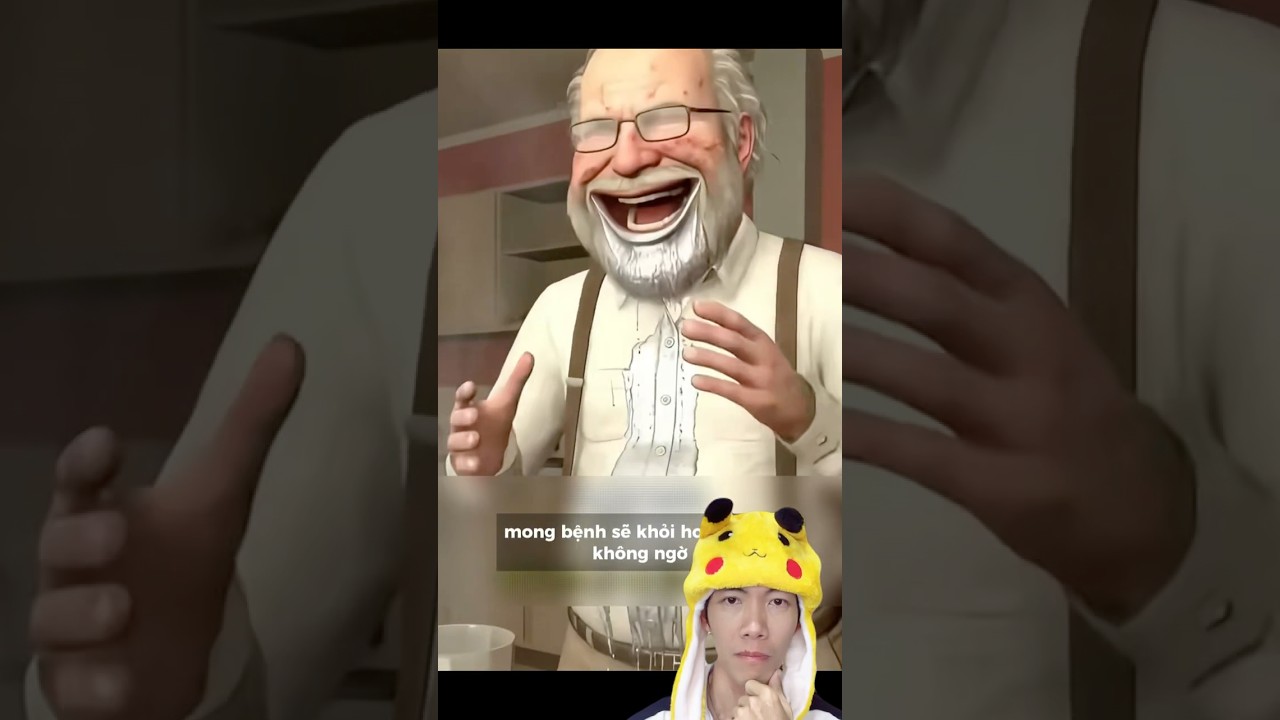 mong bệnh sẽ khỏi
không ngờ